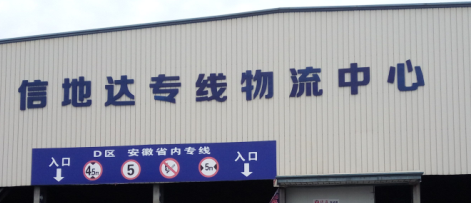 信地达专线物流中心
D区 安徽省内专线
入口 4.5m 5 5m 入口